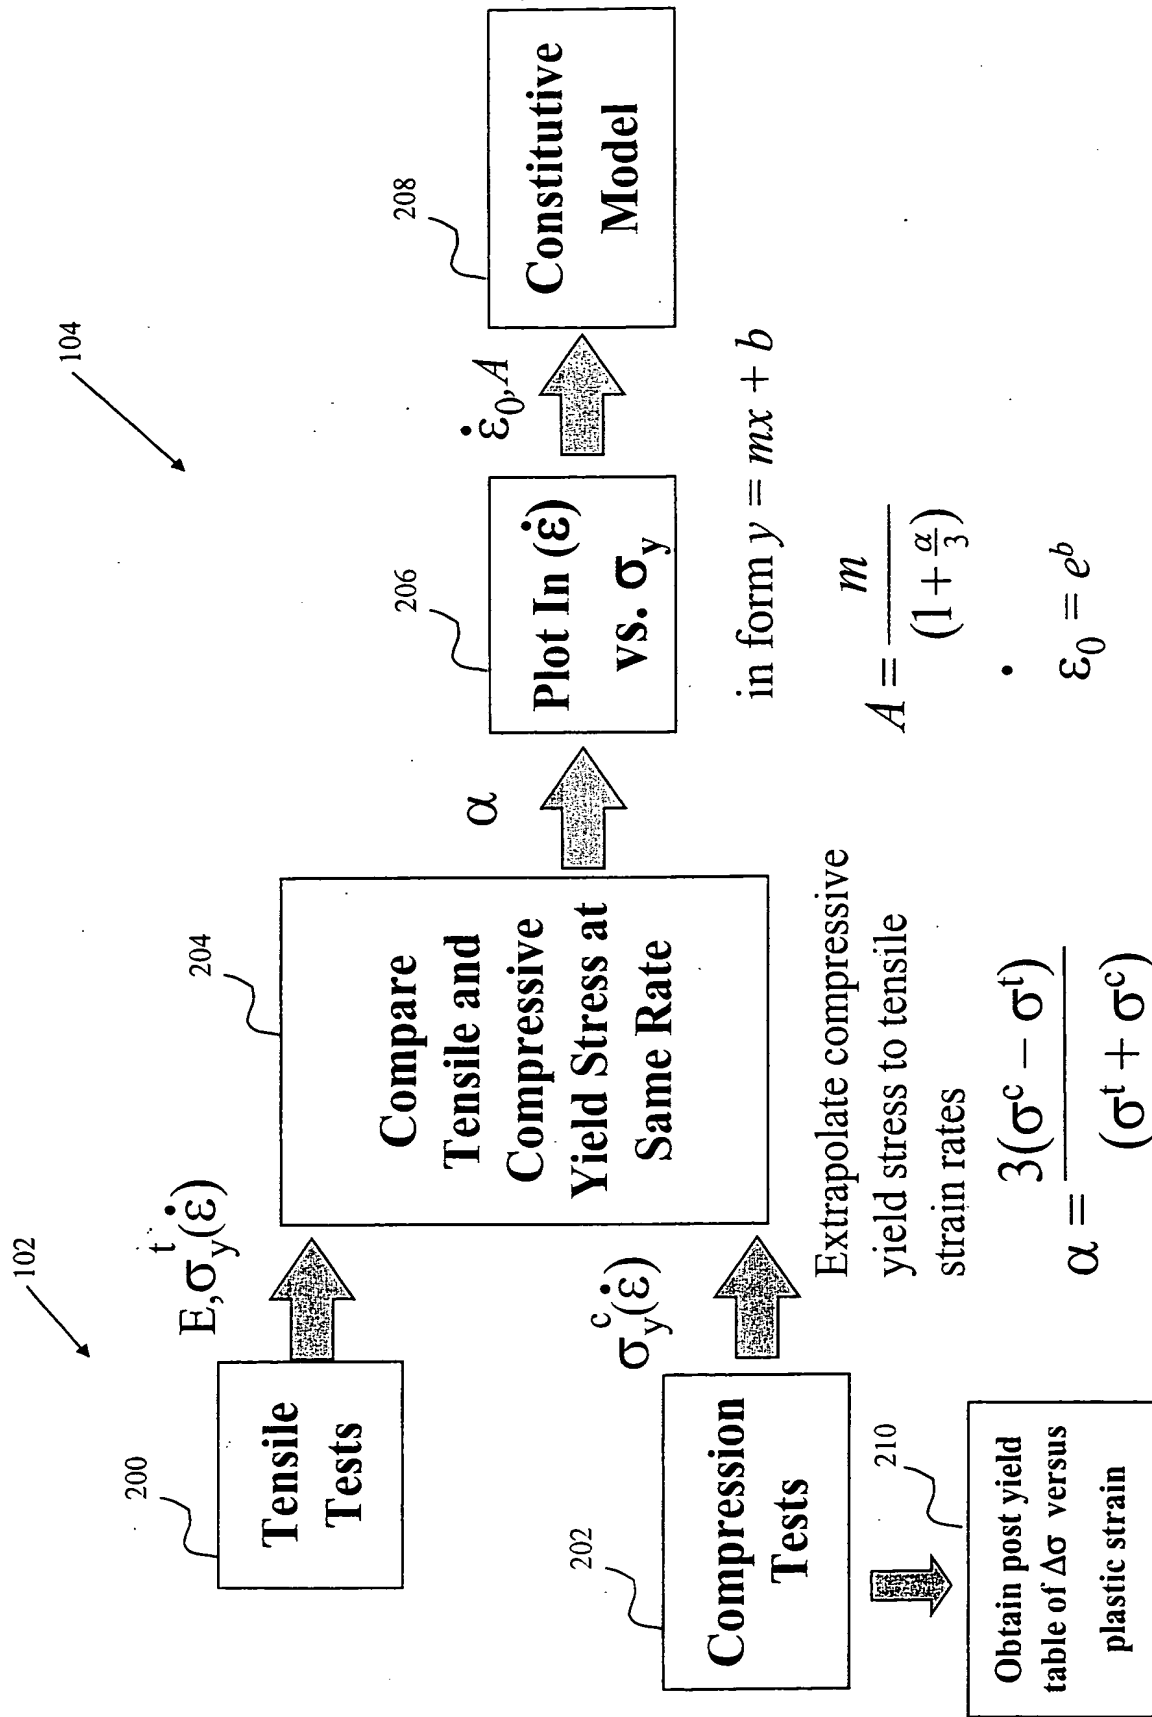 102
104
200
Tensile
Tests
E, σ_y^t(ε̇)
202
Compression
Tests
σ_y^c(ε̇)
210
Obtain post yield
table of Δσ versus
plastic strain
204
Compare
Tensile and
Compressive
Yield Stress at
Same Rate
Extrapolate compressive
yield stress to tensile
strain rates
α = 3(σ^c − σ^t) / (σ^t + σ^c)
α
206
Plot In (ε̇)
vs. σ_y
in form y = mx + b
A = m / (1 + α/3)
ε̇_0 = e^b
ε̇_0, A
208
Constitutive
Model